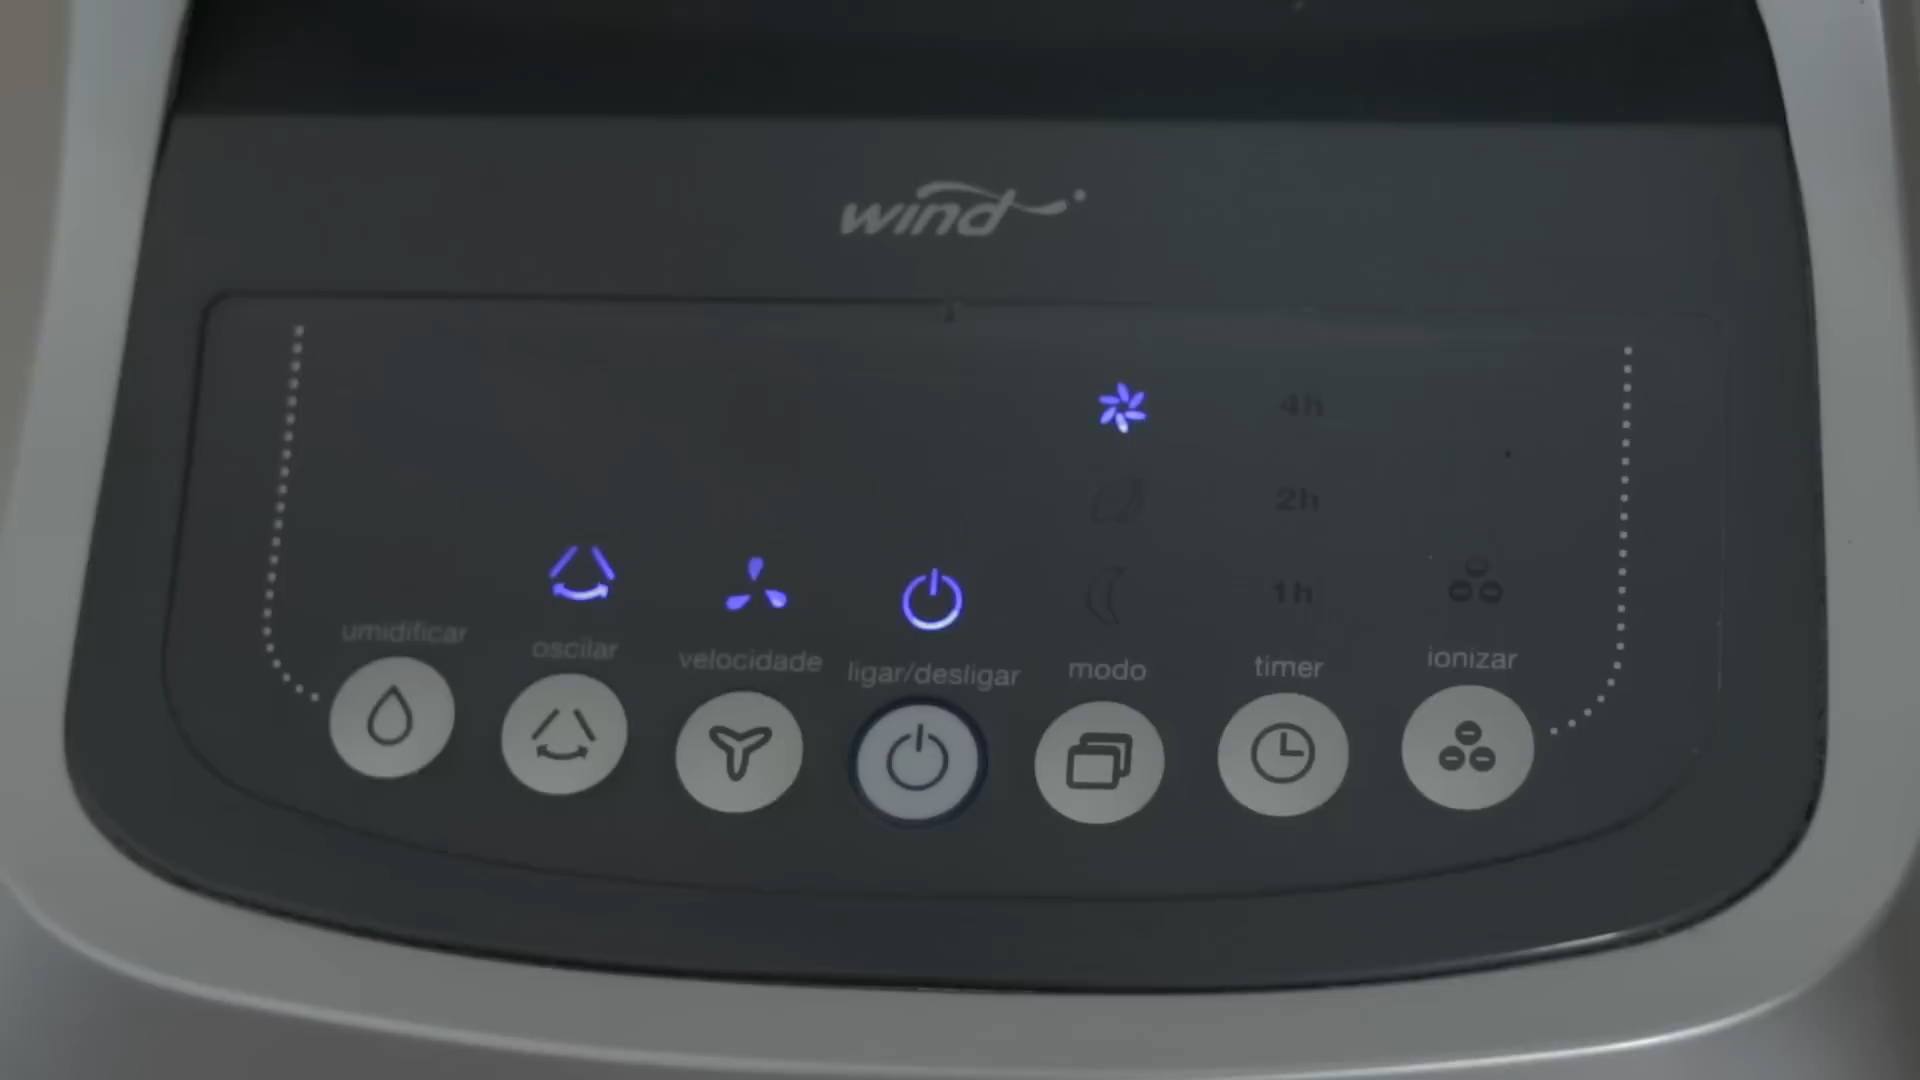 wind
4h
2h
1h
umidificar
oscilar
velocidade
ligar/desligar
modo
timer
ionizar